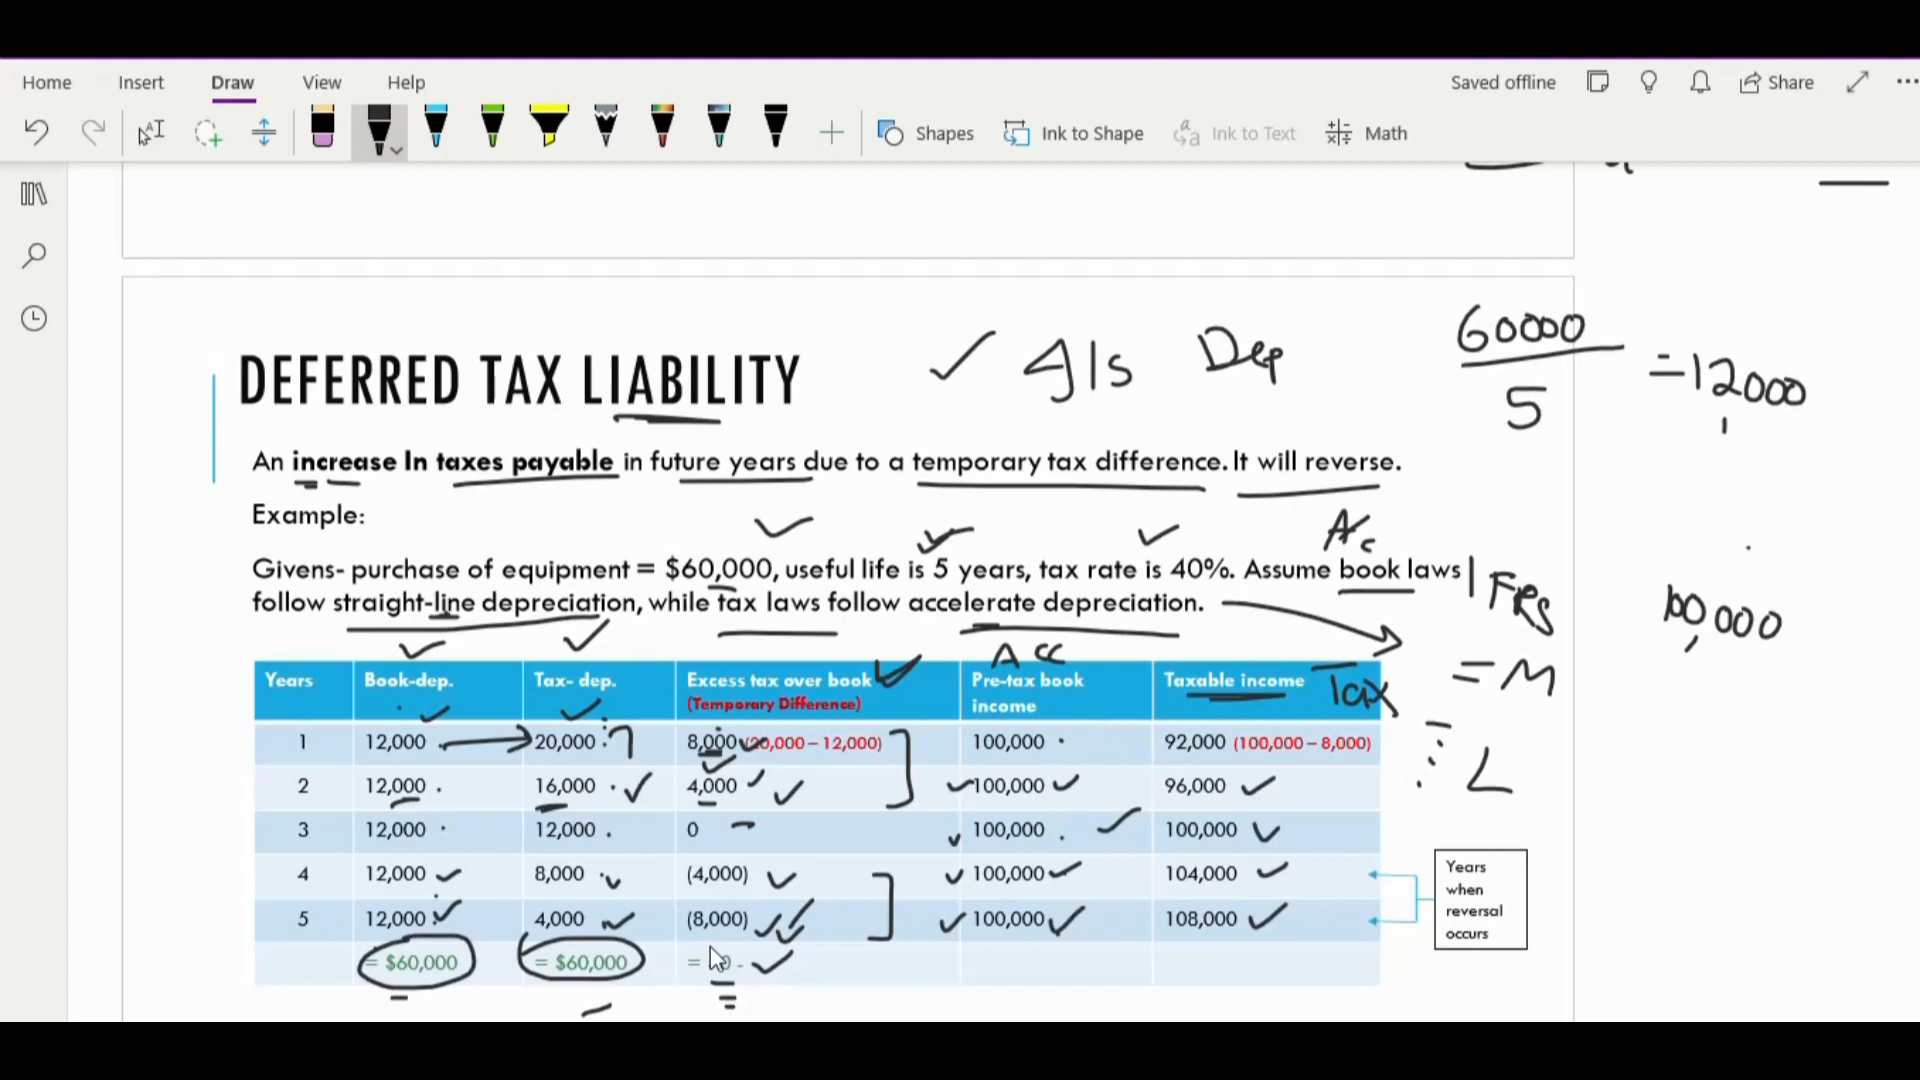 Home Insert Draw View Help Saved offline Share
Shapes Ink to Shape Ink to Text Math
DEFERRED TAX LIABILITY
Dep
60000
5
=12000
An increase In taxes payable in future years due to a temporary tax difference. It will reverse.
Example:
Givens- purchase of equipment = $60,000, useful life is 5 years, tax rate is 40%. Assume book laws
follow straight-line depreciation, while tax laws follow accelerate depreciation.
100,000
Acc
= M
Tax
∴ L
Years Book-dep. Tax- dep. Excess tax over book (Temporary Difference) Pre-tax book income Taxable income
1 12,000 20,000 8,000 (20,000 – 12,000) 100,000 92,000 (100,000 – 8,000)
2 12,000 16,000 4,000 100,000 96,000
3 12,000 12,000 0 100,000 100,000
4 12,000 8,000 (4,000) 100,000 104,000
5 12,000 4,000 (8,000) 100,000 108,000
= $60,000 = $60,000 =
Years
when
reversal
occurs